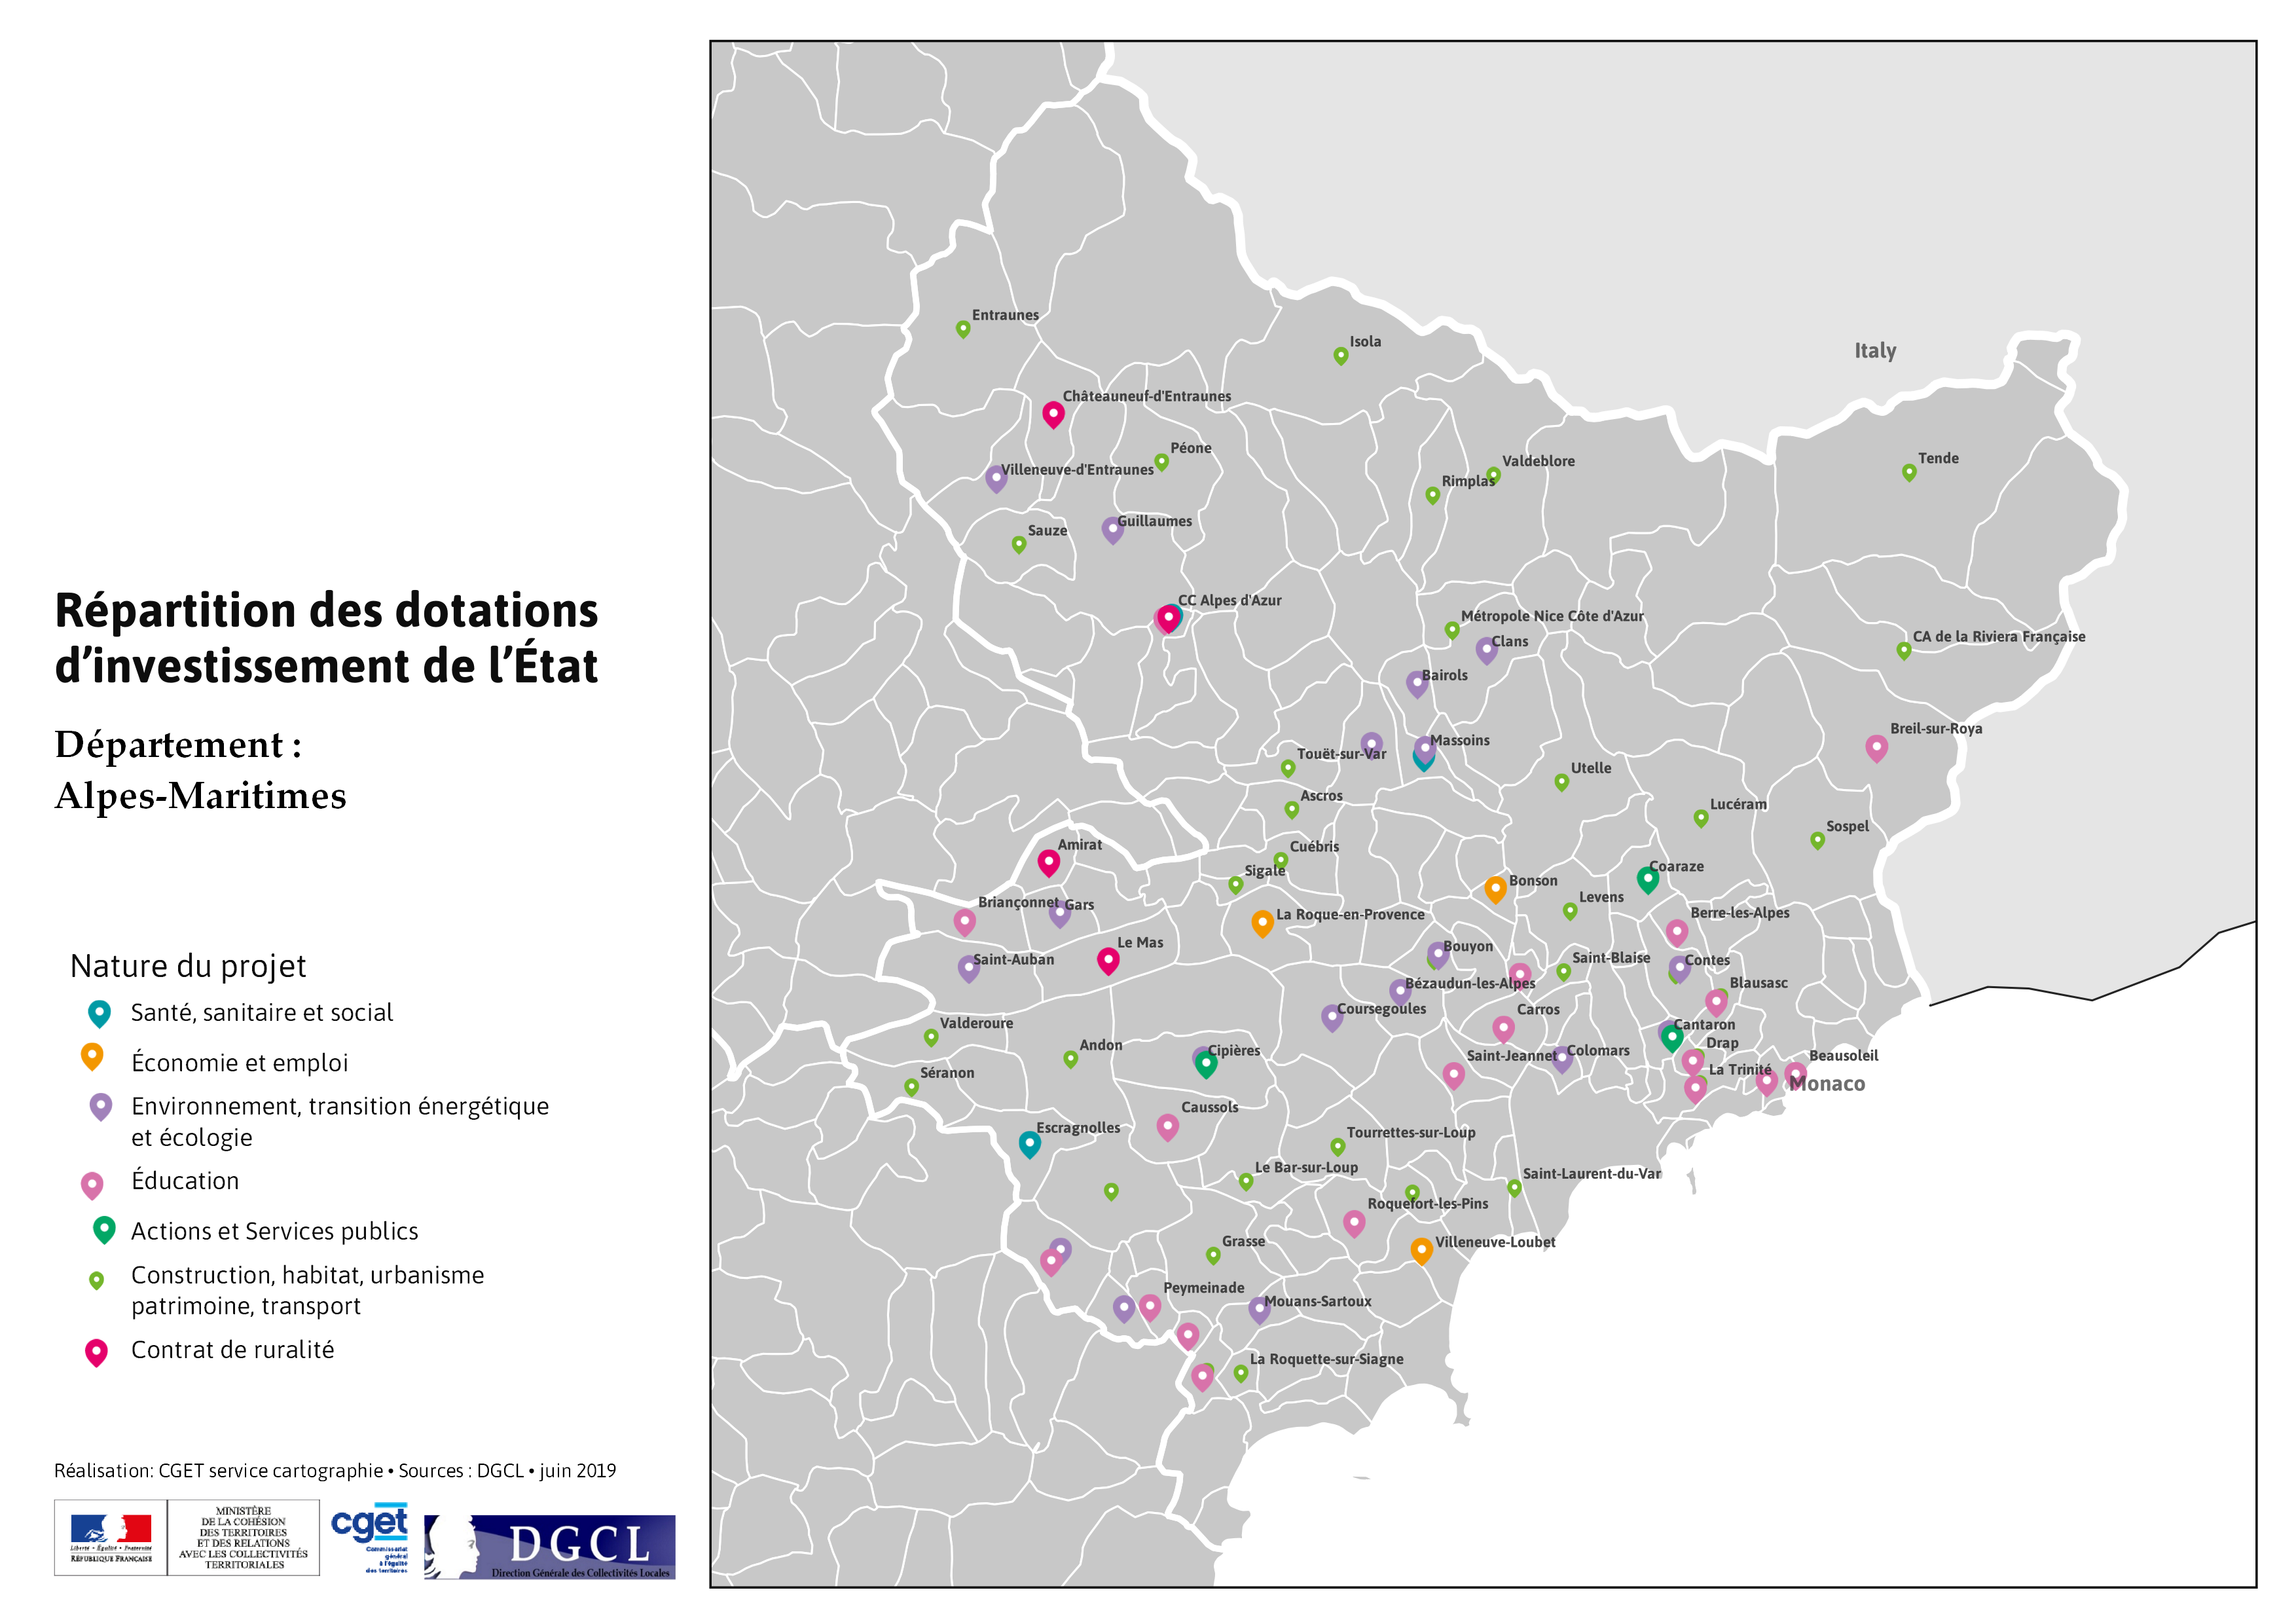 Répartition des dotations
d’investissement de l’État
Département :
Alpes-Maritimes
Nature du projet
Santé, sanitaire et social
Économie et emploi
Environnement, transition énergétique
et écologie
Éducation
Actions et Services publics
Construction, habitat, urbanisme
patrimoine, transport
Contrat de ruralité
Réalisation: CGET service cartographie • Sources : DGCL • juin 2019
Liberté • Égalité • Fraternité
RÉPUBLIQUE FRANÇAISE
MINISTÈRE
DE LA COHÉSION
DES TERRITOIRES
ET DES RELATIONS
AVEC LES COLLECTIVITÉS
TERRITORIALES
cget
Commissariat
général
à l'égalité
des territoires
DGCL
Direction Générale des Collectivités Locales
Entraunes
Isola
Italy
Châteauneuf-d'Entraunes
Péone
Villeneuve-d'Entraunes
Valdeblore
Rimplas
Tende
Guillaumes
Sauze
CC Alpes d'Azur
Métropole Nice Côte d'Azur
Clans
CA de la Riviera Française
Bairols
Breil-sur-Roya
Massoins
Touët-sur-Var
Utelle
Ascros
Lucéram
Sospel
Amirat
Cuébris
Sigale
Coaraze
Bonson
Levens
Briançonnet
Gars
La Roque-en-Provence
Berre-les-Alpes
Le Mas
Bouyon
Saint-Auban
Saint-Blaise
Contes
Bézaudun-les-Alpes
Blausasc
Coursegoules
Carros
Valderoure
Cantaron
Andon
Cipières
Drap
Saint-Jeannet
Colomars
Beausoleil
Séranon
La Trinité
Monaco
Caussols
Escragnolles
Tourrettes-sur-Loup
Le Bar-sur-Loup
Saint-Laurent-du-Var
Roquefort-les-Pins
Grasse
Villeneuve-Loubet
Peymeinade
Mouans-Sartoux
La Roquette-sur-Siagne